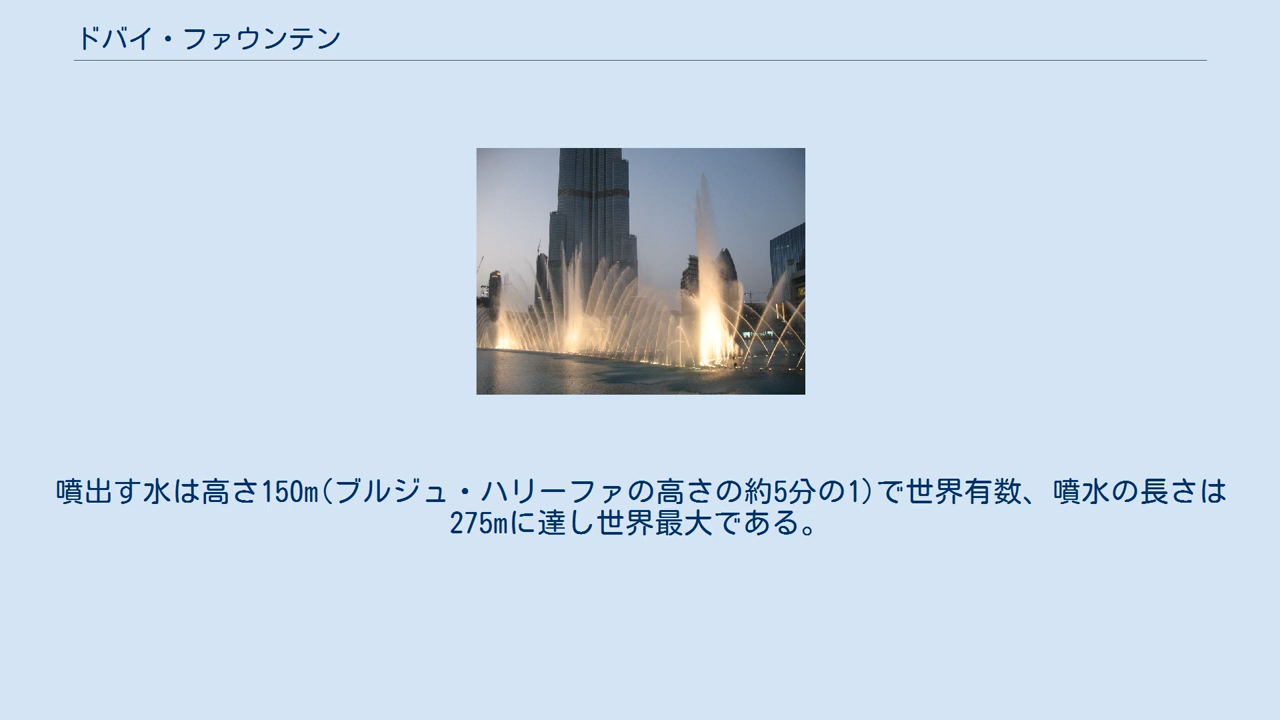 ドバイ・ファウンテン
噴出す水は高さ150m(ブルジュ・ハリーファの高さの約5分の1)で世界有数、噴水の長さは
275mに達し世界最大である。